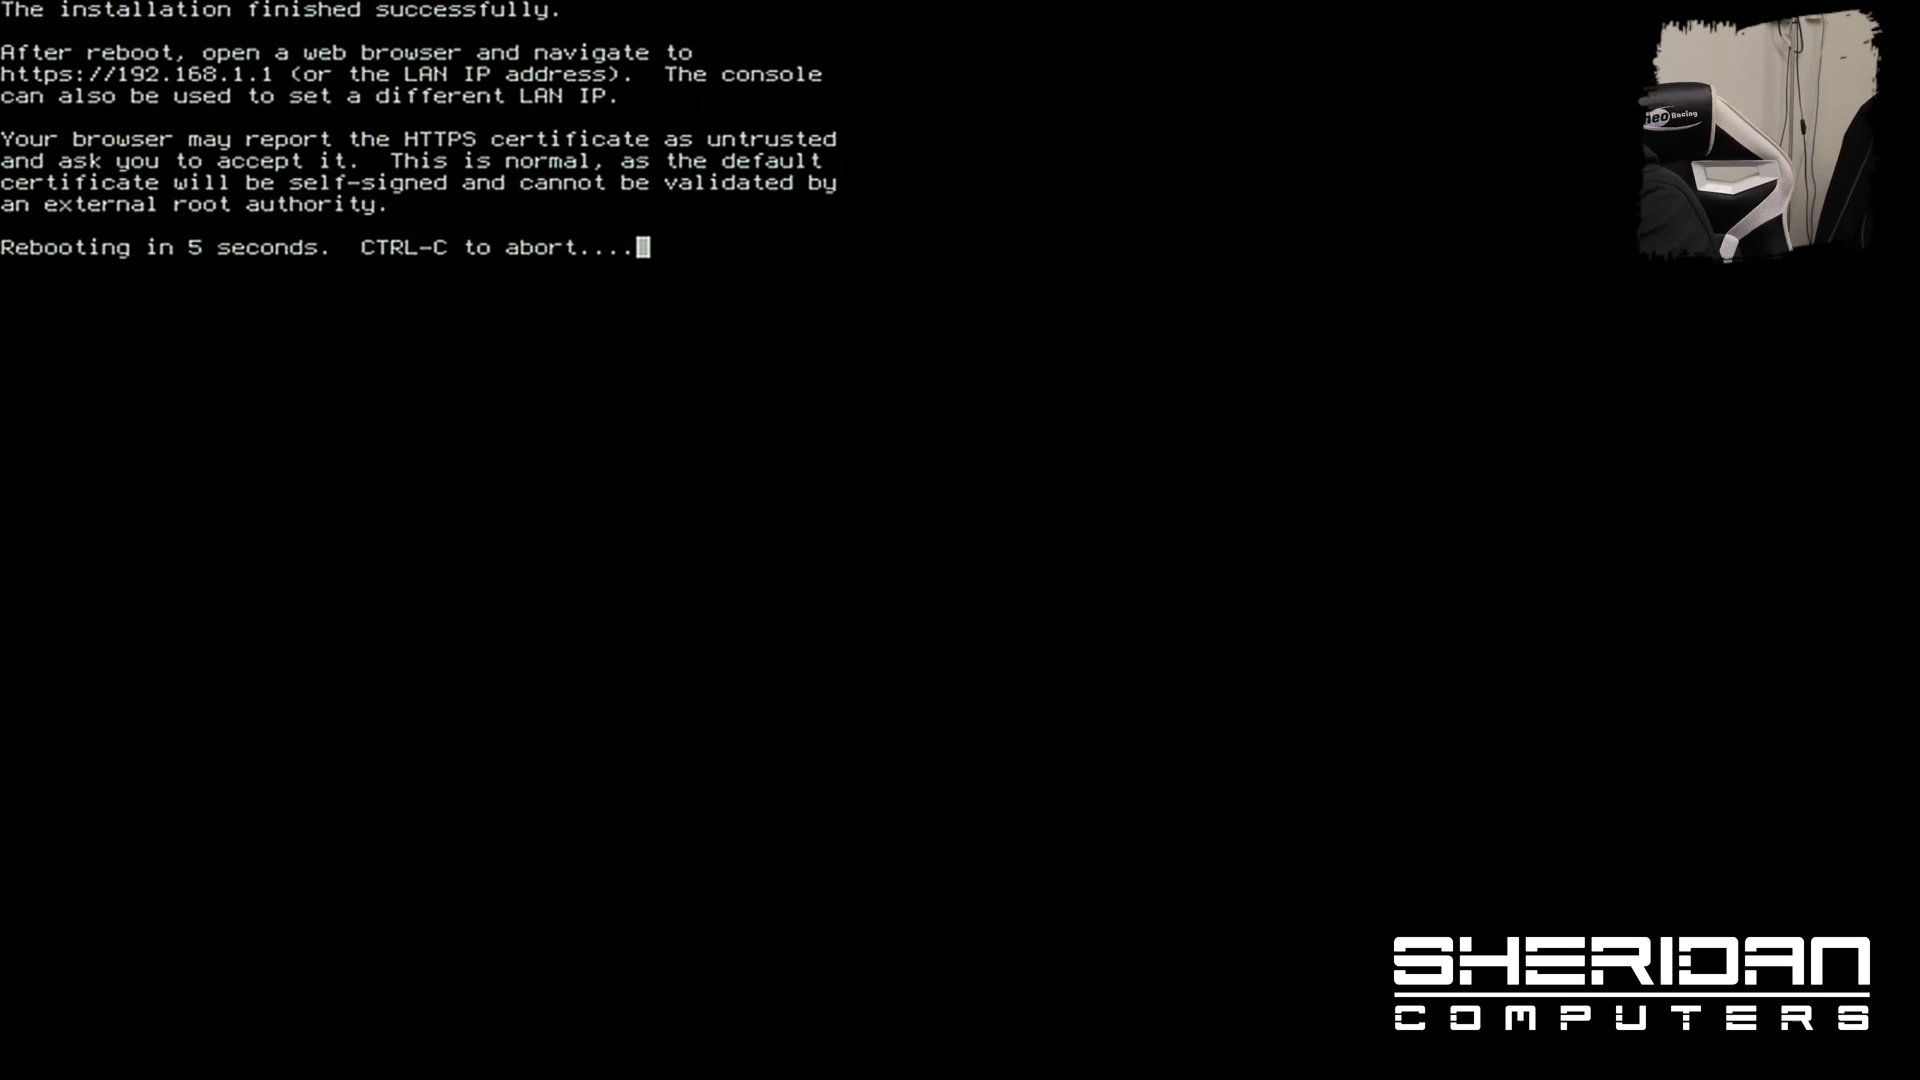 The installation finished successfully.
After reboot, open a web browser and navigate to
https://192.168.1.1 (or the LAN IP address).  The console
can also be used to set a different LAN IP.
Your browser may report the HTTPS certificate as untrusted
and ask you to accept it.  This is normal, as the default
certificate will be self-signed and cannot be validated by
an external root authority.
Rebooting in 5 seconds.  CTRL-C to abort....
Racing
SHERIDAN
COMPUTERS